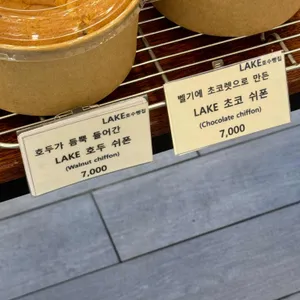 LAKE호수빵집
호두가 듬뿍 들어간
LAKE 호두 쉬폰
(Walnut chiffon)
7,000
LAKE호수빵집
벨기에 초코렛으로 만든
LAKE 초코 쉬폰
(Chocolate chiffon)
7,000